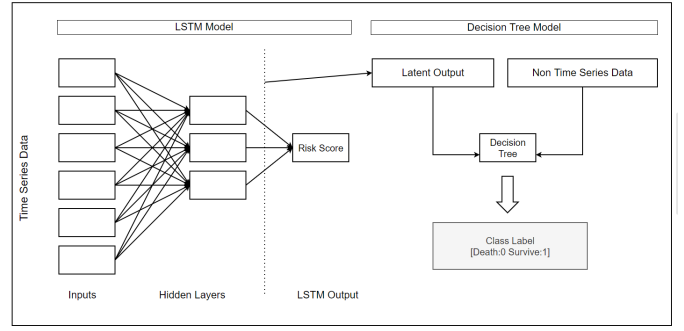 LSTM Model
Decision Tree Model
Time Series Data
Latent Output
Non Time Series Data
Risk Score
Decision
Tree
Class Label
[Death:0 Survive:1]
Inputs
Hidden Layers
LSTM Output